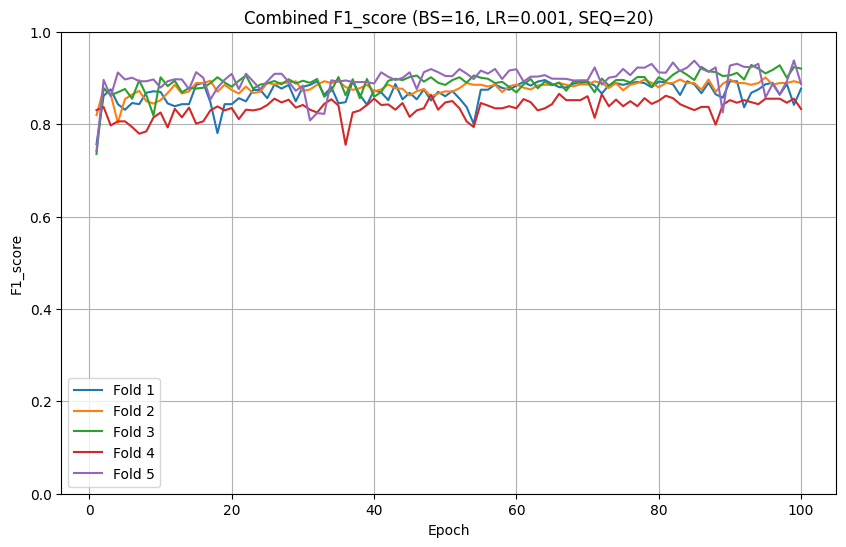 Combined F1_score (BS=16, LR=0.001, SEQ=20)
F1_score
1.0
0.8
0.6
0.4
0.2
0.0
Fold 1
Fold 2
Fold 3
Fold 4
Fold 5
0 20 40 60 80 100
Epoch